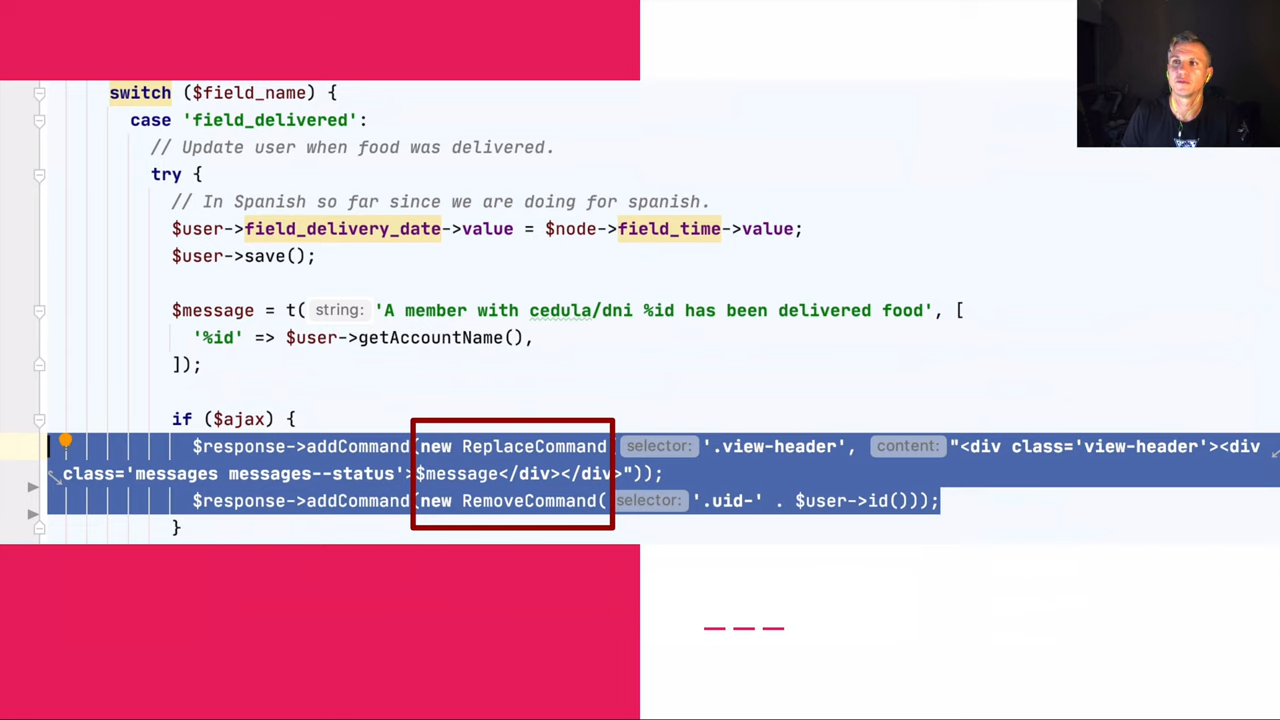 switch ($field_name) {
case 'field_delivered':
// Update user when food was delivered.
try {
// In Spanish so far since we are doing for spanish.
$user->field_delivery_date->value = $node->field_time->value;
$user->save();
$message = t( string: 'A member with cedula/dni %id has been delivered food', [
'%id' => $user->getAccountName(),
]);
if ($ajax) {
$response->addCommand(new ReplaceCommand( selector: '.view-header', content: "<div class='view-header'><div
class='messages messages--status'>$message</div></div>"));
$response->addCommand(new RemoveCommand( selector: '.uid-' . $user->id()));
}